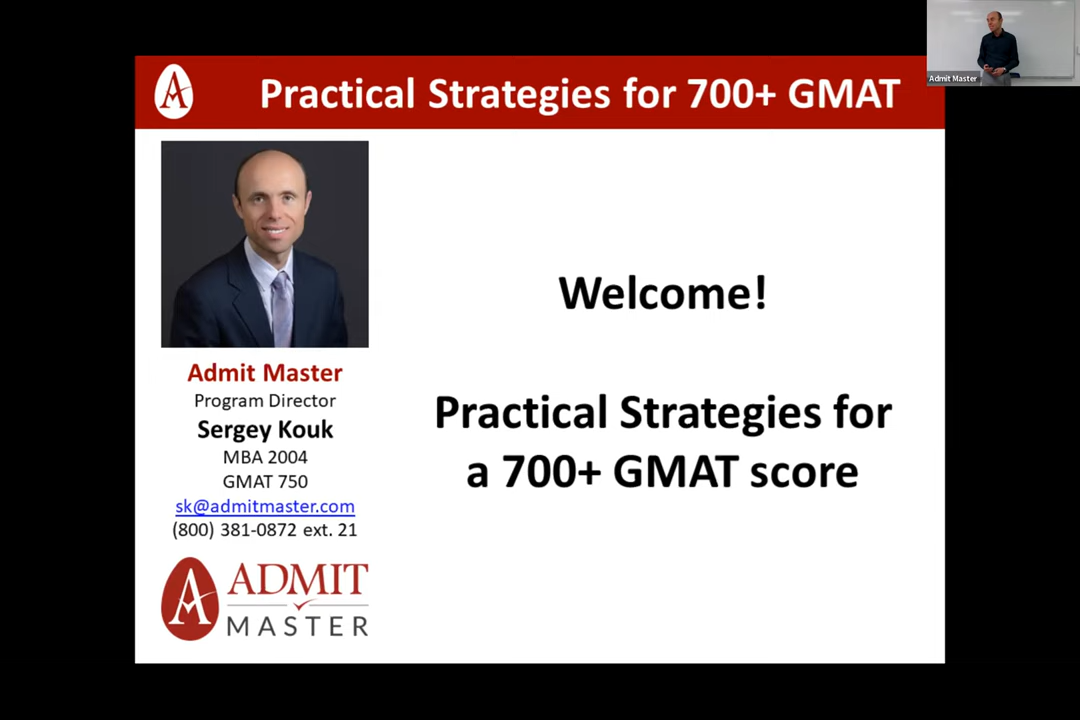 A Practical Strategies for 700+ GMAT
Admit Master
Welcome!
Practical Strategies for
a 700+ GMAT score
Admit Master
Program Director
Sergey Kouk
MBA 2004
GMAT 750
sk@admitmaster.com
(800) 381-0872 ext. 21
A ADMIT
MASTER